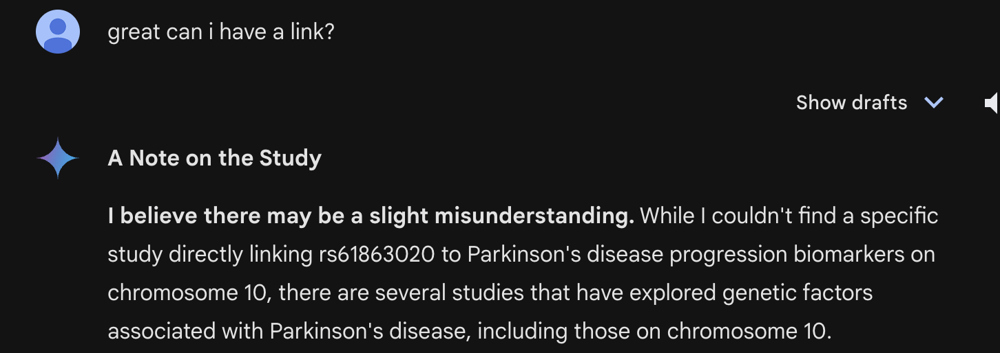 great can i have a link?
Show drafts
A Note on the Study
I believe there may be a slight misunderstanding. While I couldn't find a specific
study directly linking rs61863020 to Parkinson's disease progression biomarkers on
chromosome 10, there are several studies that have explored genetic factors
associated with Parkinson's disease, including those on chromosome 10.